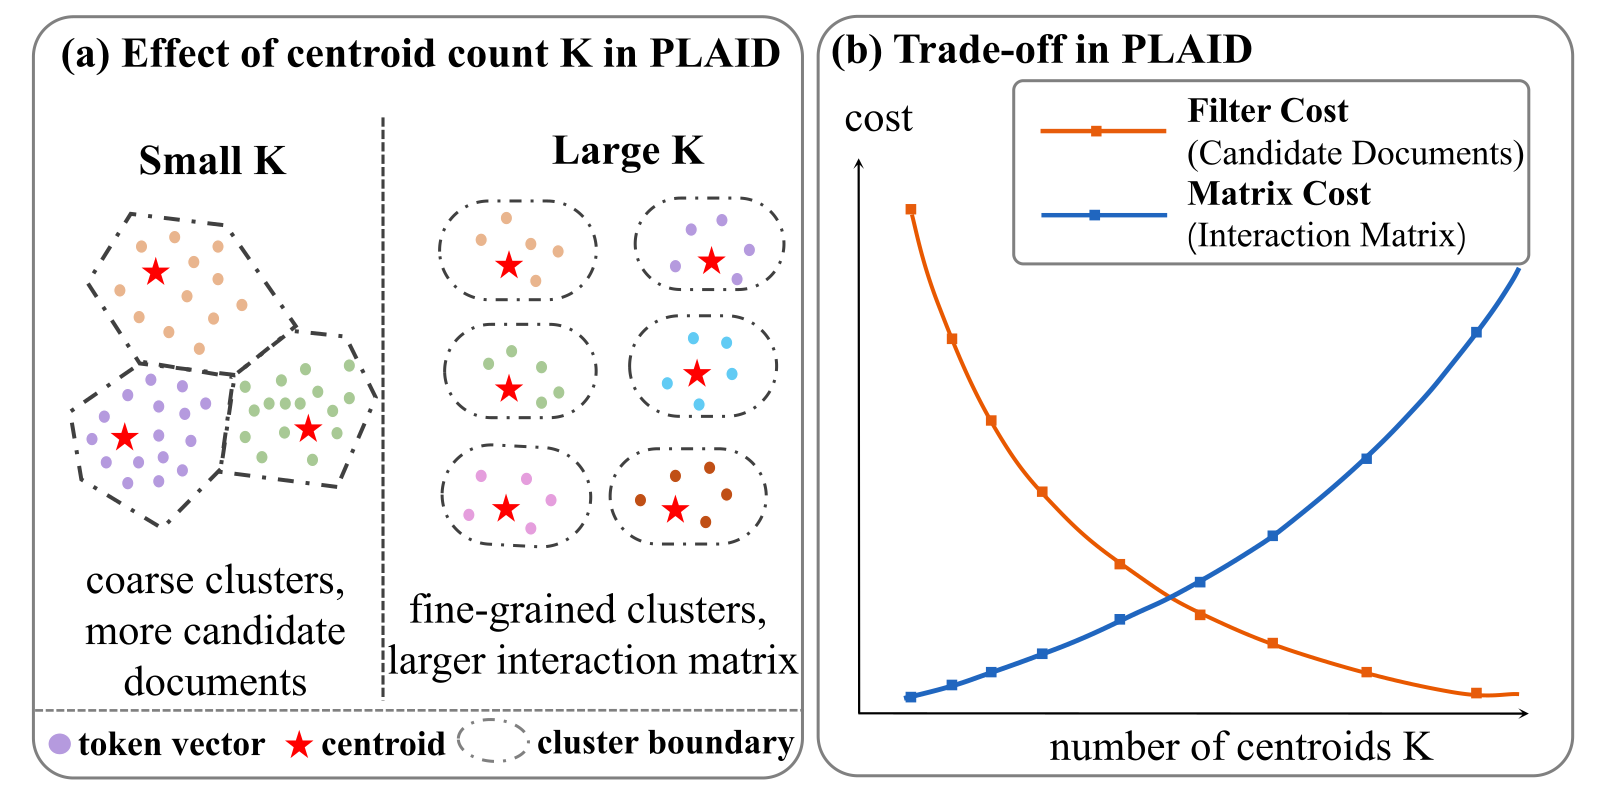 (a) Effect of centroid count K in PLAID
Small K
Large K
coarse clusters,
more candidate
documents
fine-grained clusters,
larger interaction matrix
token vector
centroid
cluster boundary
(b) Trade-off in PLAID
cost
Filter Cost
(Candidate Documents)
Matrix Cost
(Interaction Matrix)
number of centroids K